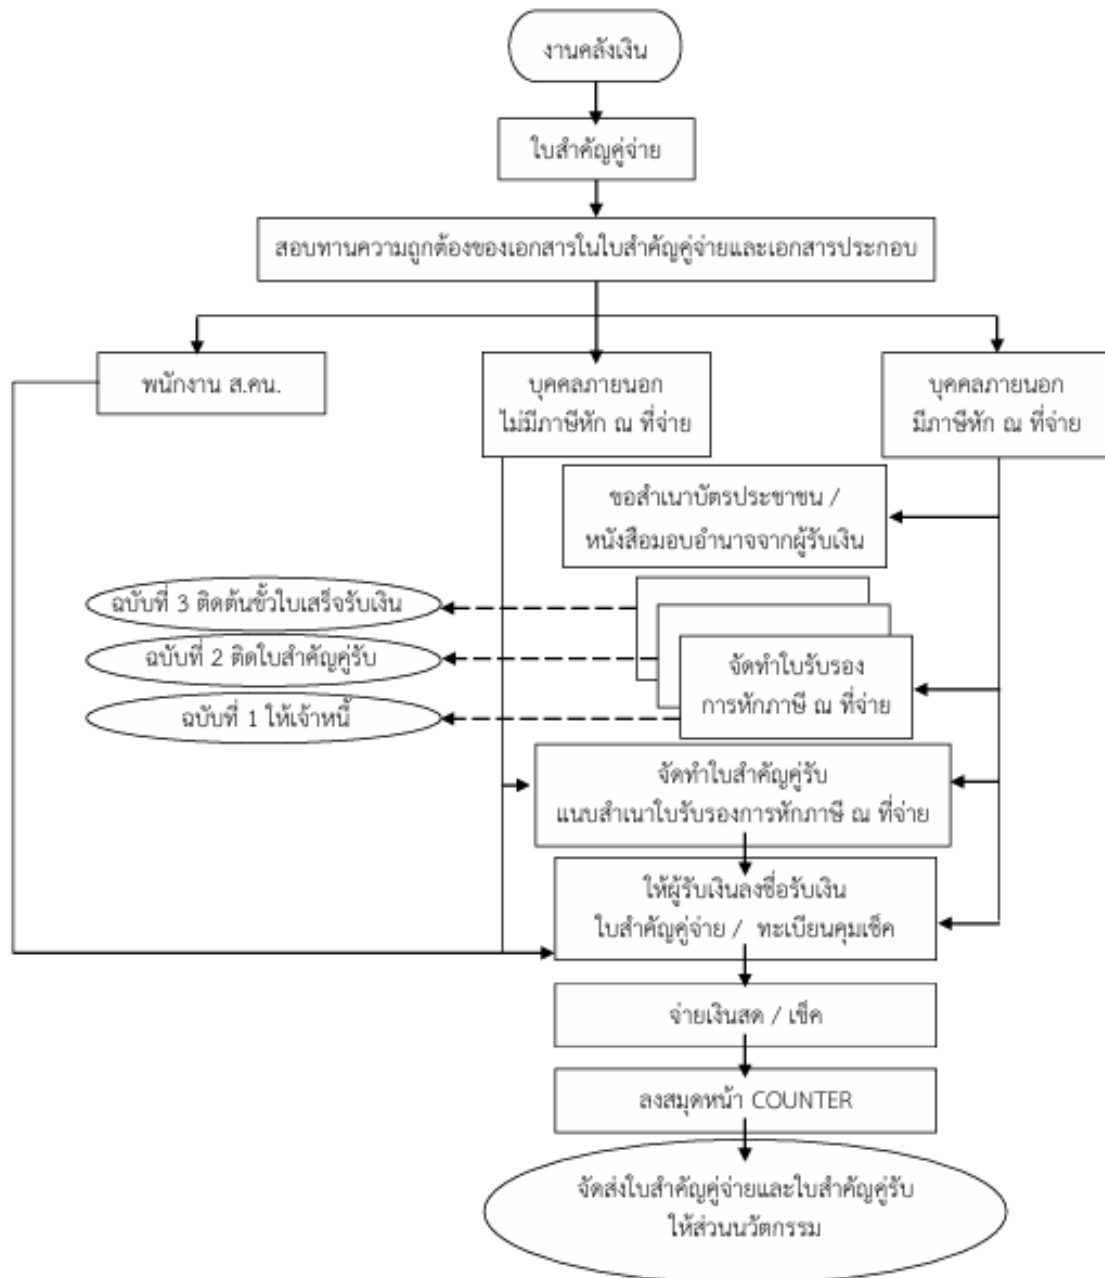 งานคลังเงิน
ใบสำคัญคู่จ่าย
สอบทานความถูกต้องของเอกสารในใบสำคัญคู่จ่ายและเอกสารประกอบ
พนักงาน ส.คน.
บุคคลภายนอก
ไม่มีภาษีหัก ณ ที่จ่าย
บุคคลภายนอก
มีภาษีหัก ณ ที่จ่าย
ขอสำเนาบัตรประชาชน /
หนังสือมอบอำนาจจากผู้รับเงิน
ฉบับที่ 3 ติดต้นขั้วใบเสร็จรับเงิน
ฉบับที่ 2 ติดใบสำคัญคู่รับ
ฉบับที่ 1 ให้เจ้าหนี้
จัดทำใบรับรอง
การหักภาษี ณ ที่จ่าย
จัดทำใบสำคัญคู่รับ
แนบสำเนาใบรับรองการหักภาษี ณ ที่จ่าย
ให้ผู้รับเงินลงชื่อรับเงิน
ใบสำคัญคู่จ่าย / ทะเบียนคุมเช็ค
จ่ายเงินสด / เช็ค
ลงสมุดหน้า COUNTER
จัดส่งใบสำคัญคู่จ่ายและใบสำคัญคู่รับ
ให้ส่วนนวัตกรรม